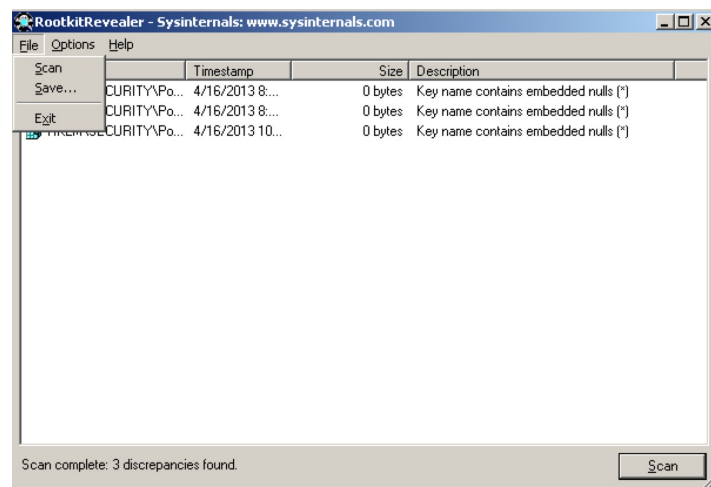 RootkitRevealer - Sysinternals: www.sysinternals.com
File Options Help
Scan
Save...
Exit
Timestamp Size Description
CURITY\Po... 4/16/2013 8:... 0 bytes Key name contains embedded nulls (*)
CURITY\Po... 4/16/2013 8:... 0 bytes Key name contains embedded nulls (*)
HKLM\SECURITY\Po... 4/16/2013 10... 0 bytes Key name contains embedded nulls (*)
Scan complete: 3 discrepancies found.
Scan